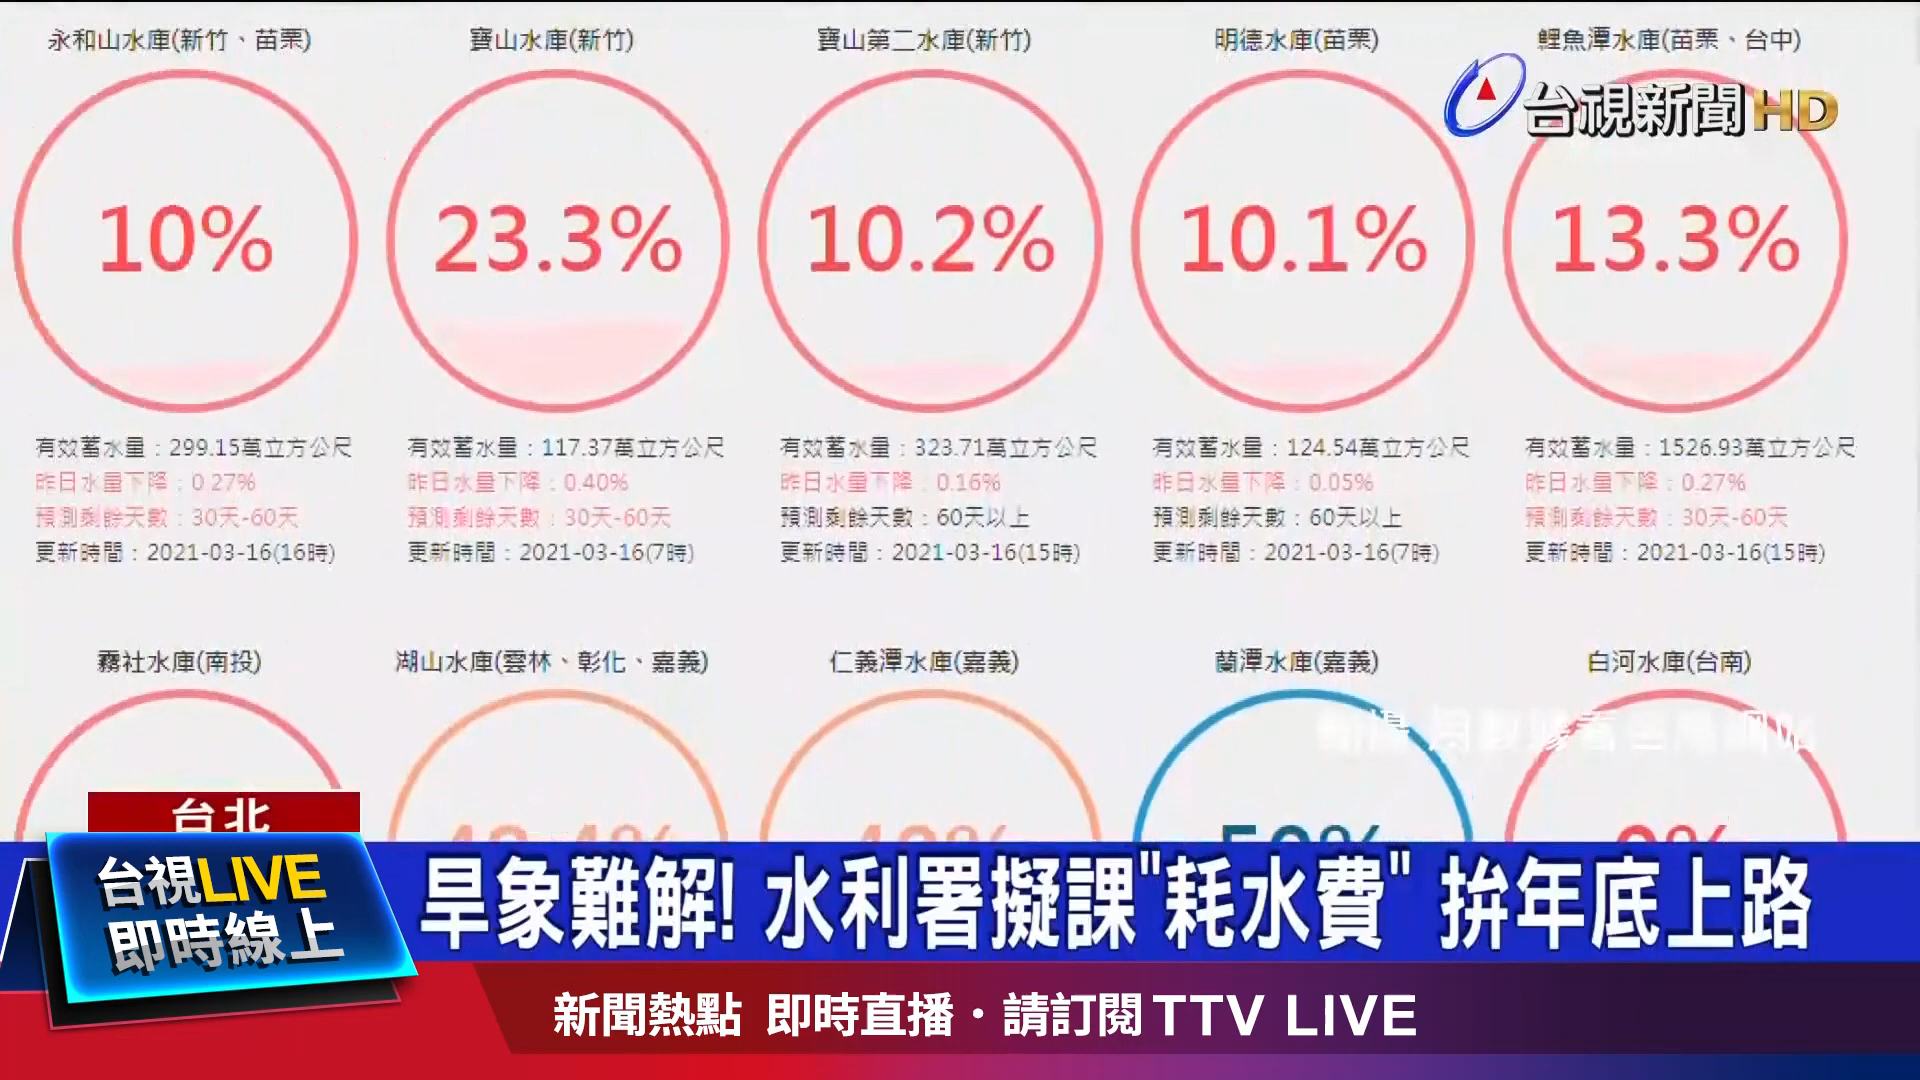 永和山水庫(新竹、苗栗)
寶山水庫(新竹)
寶山第二水庫(新竹)
明德水庫(苗栗)
鯉魚潭水庫(苗栗、台中)
台視新聞HD
10%
23.3%
10.2%
10.1%
13.3%
有效蓄水量：299.15萬立方公尺
昨日水量下降：0.27%
預測剩餘天數：30天-60天
更新時間：2021-03-16(16時)
有效蓄水量：117.37萬立方公尺
昨日水量下降：0.40%
預測剩餘天數：30天-60天
更新時間：2021-03-16(7時)
有效蓄水量：323.71萬立方公尺
昨日水量下降：0.16%
預測剩餘天數：60天以上
更新時間：2021-03-16(15時)
有效蓄水量：124.54萬立方公尺
昨日水量下降：0.05%
預測剩餘天數：60天以上
更新時間：2021-03-16(7時)
有效蓄水量：1526.93萬立方公尺
昨日水量下降：0.27%
預測剩餘天數：30天-60天
更新時間：2021-03-16(15時)
霧社水庫(南投)
湖山水庫(雲林、彰化、嘉義)
仁義潭水庫(嘉義)
蘭潭水庫(嘉義)
白河水庫(台南)
台北
台視LIVE
即時線上
旱象難解! 水利署擬課"耗水費" 拚年底上路
新聞熱點 即時直播・請訂閱TTV LIVE